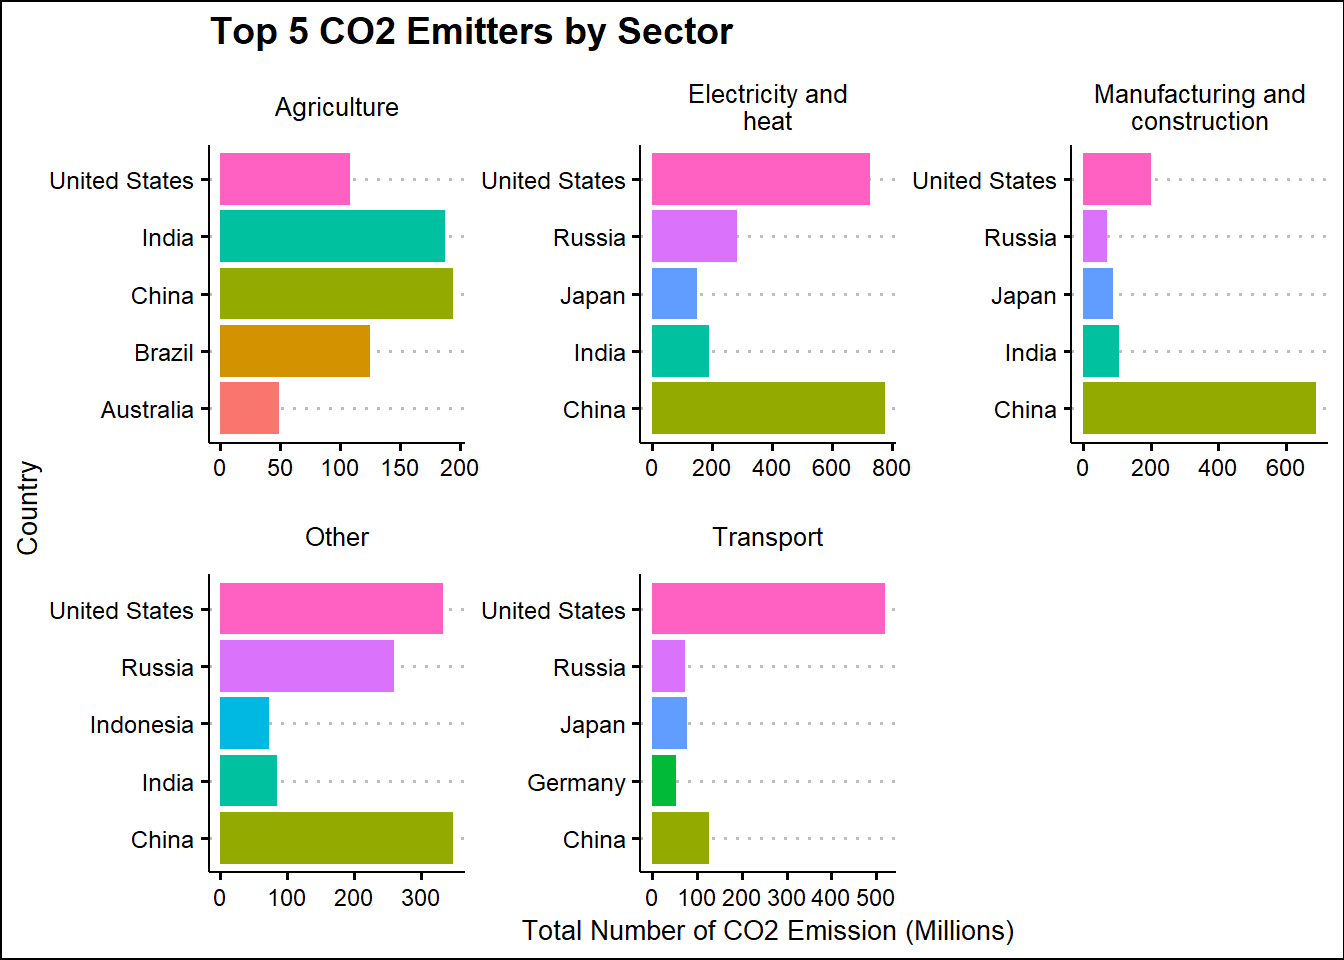 Top 5 CO2 Emitters by Sector
Agriculture
United States
India
China
Brazil
Australia
0 50 100 150 200
Electricity and
heat
United States
Russia
Japan
India
China
0 200 400 600 800
Manufacturing and
construction
United States
Russia
Japan
India
China
0 200 400 600
Country
Other
United States
Russia
Indonesia
India
China
0 100 200 300
Transport
United States
Russia
Japan
Germany
China
0 100 200 300 400 500
Total Number of CO2 Emission (Millions)